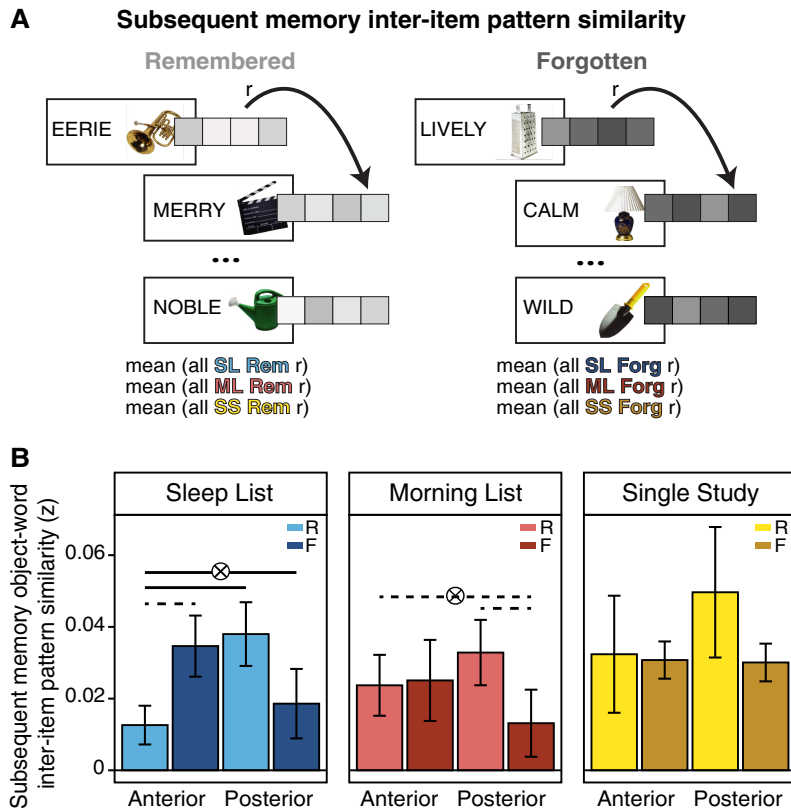 A
Subsequent memory inter-item pattern similarity
Remembered
Forgotten
r
r
EERIE
LIVELY
MERRY
CALM
...
...
NOBLE
WILD
mean (all SL Rem r)
mean (all ML Rem r)
mean (all SS Rem r)
mean (all SL Forg r)
mean (all ML Forg r)
mean (all SS Forg r)
B
Subsequent memory object-word
inter-item pattern similarity (z)
Sleep List
Morning List
Single Study
R
F
R
F
R
F
0.06
0.04
0.02
0
Anterior Posterior
Anterior Posterior
Anterior Posterior